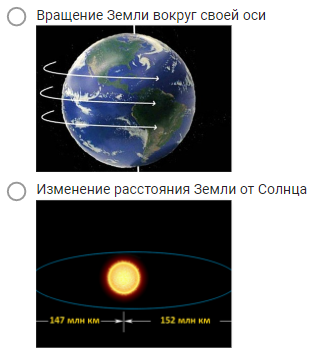 Вращение Земли вокруг своей оси
Изменение расстояния Земли от Солнца
147 млн км
152 млн км